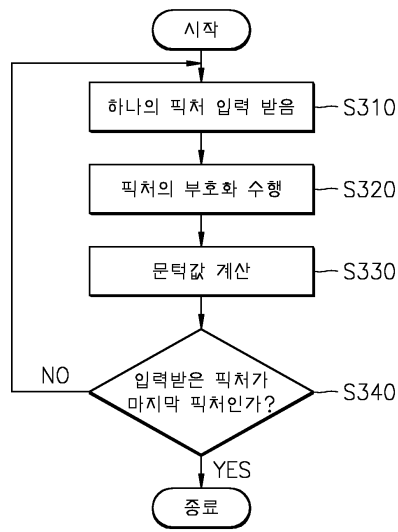 시작
하나의 픽처 입력 받음
S310
픽처의 부호화 수행
S320
문턱값 계산
S330
입력받은 픽처가
마지막 픽처인가?
S340
NO
YES
종료